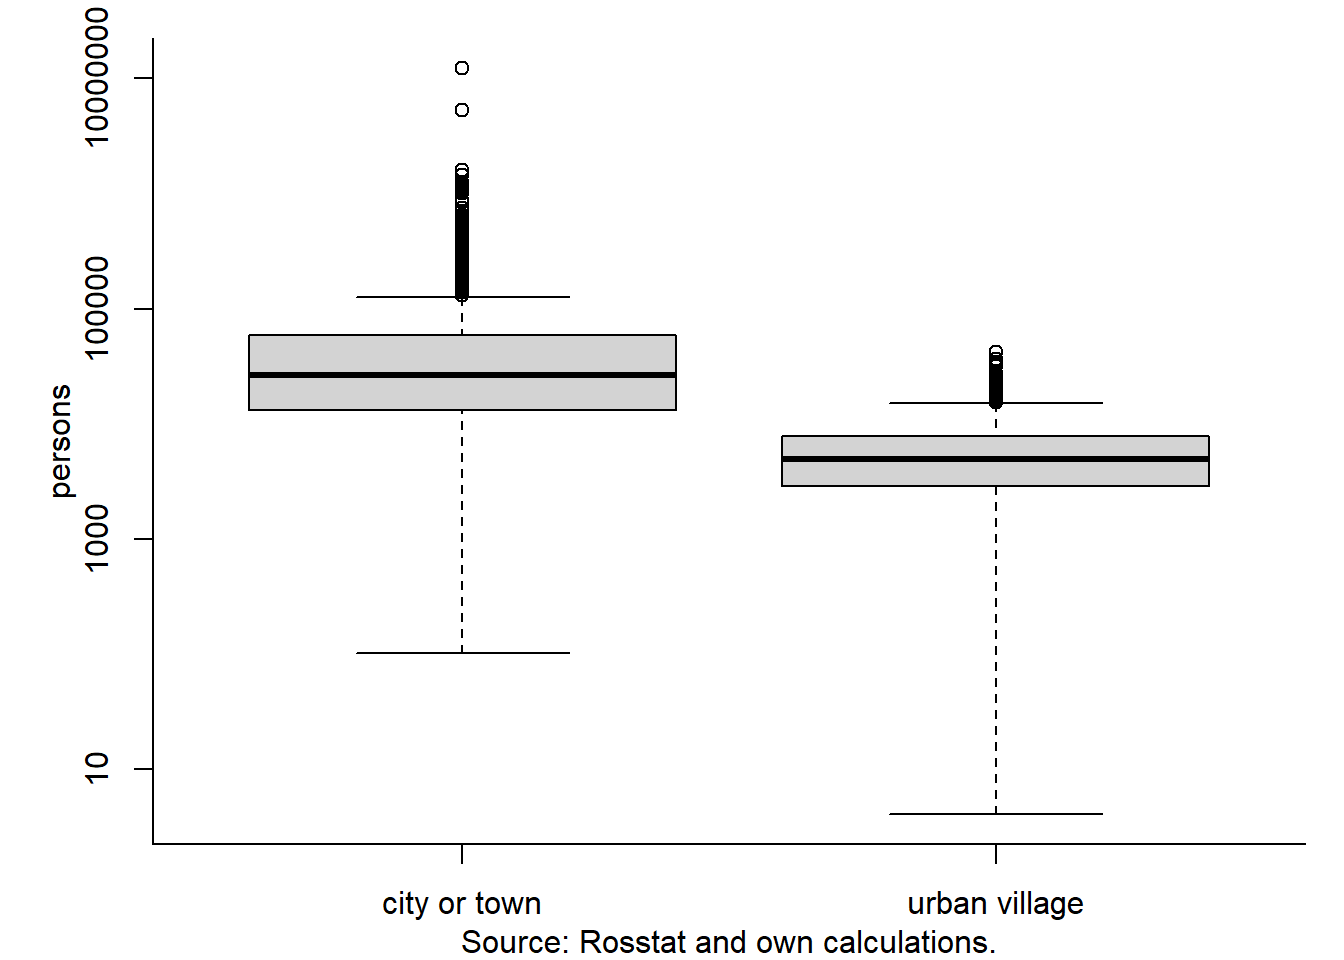 persons
10000000
100000
1000
10
city or town
urban village
Source: Rosstat and own calculations.